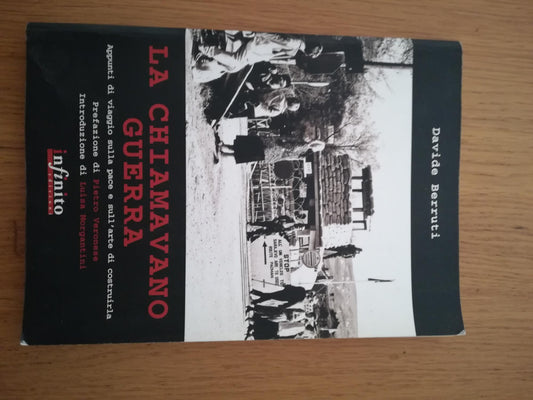 Davide Berruti
STOP
LA CHIAMAVANO
GUERRA
Appunti di viaggio sulla pace e sull'arte di costruirla
Prefazione di Pietro Veronese
Introduzione di Luisa Morgantini
infinito